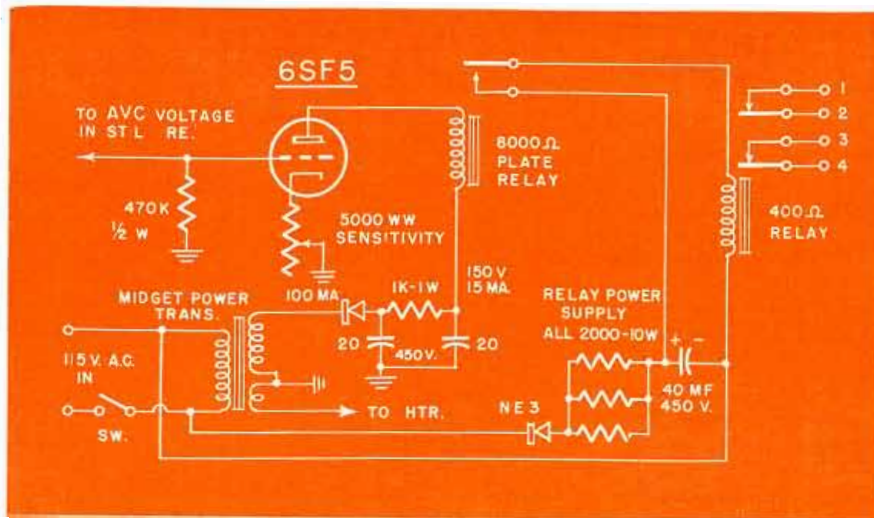 6SF5
TO AVC VOLTAGE
IN STL RE.
470K
½ W
5000 WW
SENSITIVITY
8000Ω
PLATE
RELAY
1
2
3
4
400Ω
RELAY
MIDGET POWER
TRANS.
100 MA.
1K-1W
150 V.
15 MA.
RELAY POWER
SUPPLY
ALL 2000-10W
115 V. A.C.
IN
SW.
20
450 V.
20
TO HTR.
NE 3
+ -
40 MF
450 V.